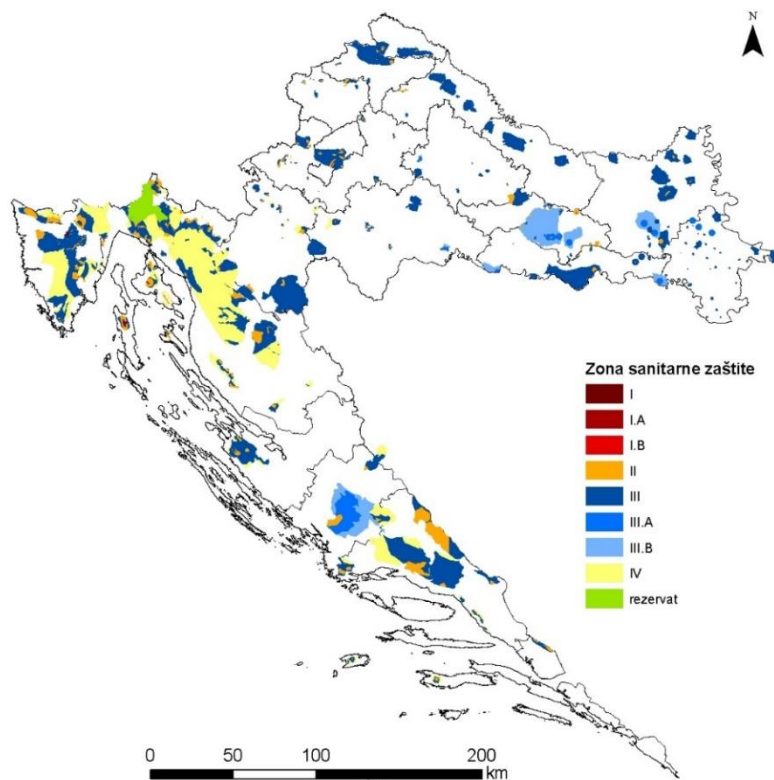 N
Zona sanitarne zaštite
I
I.A
I.B
II
III
III.A
III.B
IV
rezervat
0 50 100 200
km